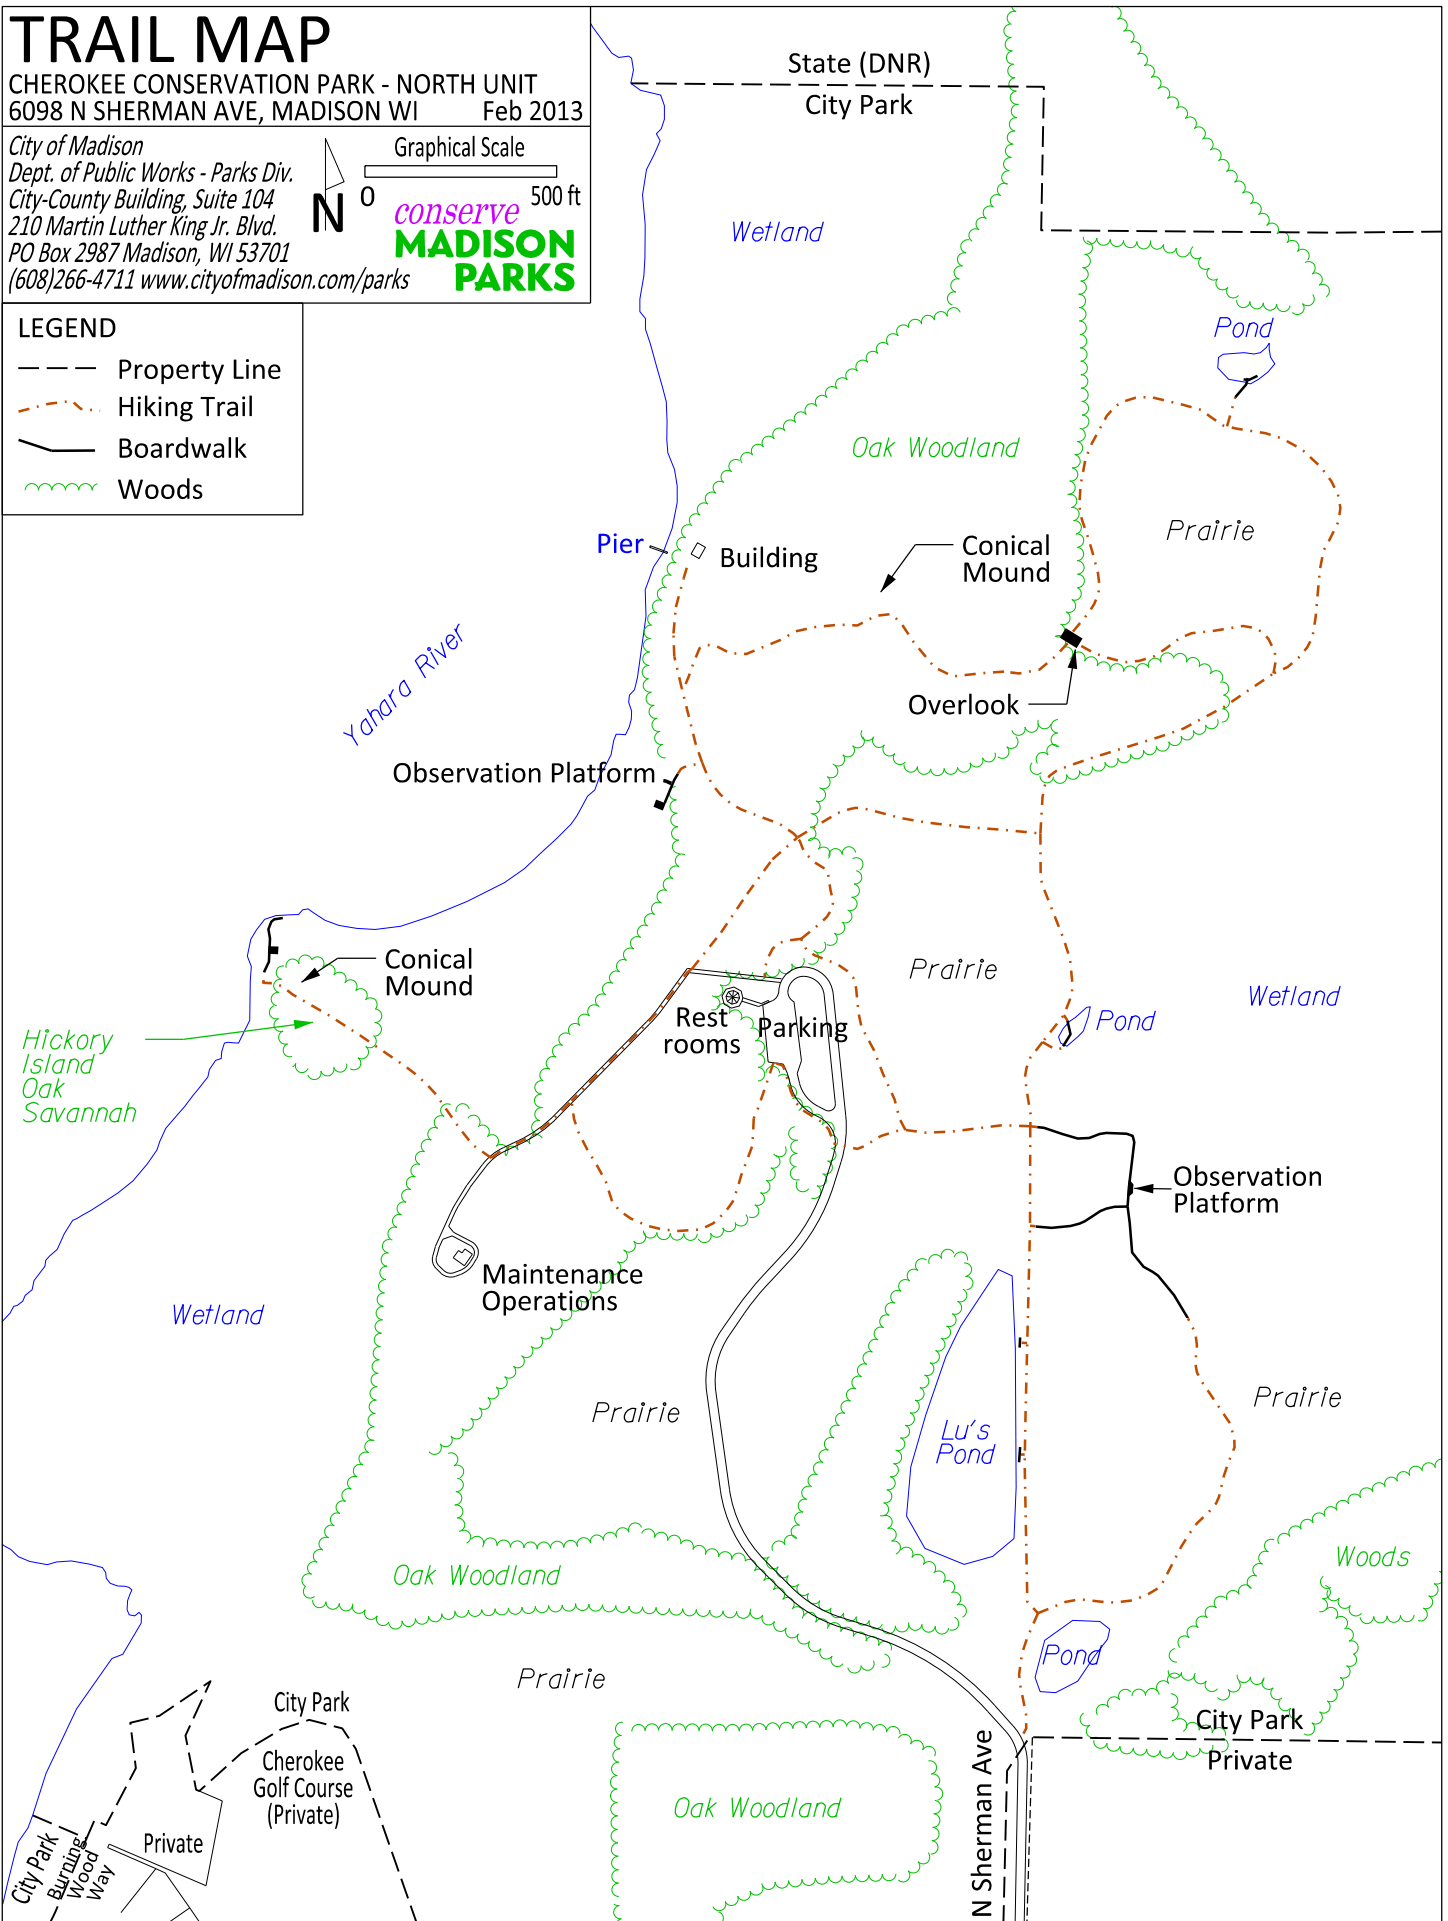 TRAIL MAP
CHEROKEE CONSERVATION PARK - NORTH UNIT
6098 N SHERMAN AVE, MADISON WI Feb 2013
City of Madison
Dept. of Public Works - Parks Div.
City-County Building, Suite 104
210 Martin Luther King Jr. Blvd.
PO Box 2987 Madison, WI 53701
(608)266-4711 www.cityofmadison.com/parks
N
Graphical Scale
0 500 ft
conserve
MADISON
PARKS
LEGEND
Property Line
Hiking Trail
Boardwalk
Woods
State (DNR)
City Park
Wetland
Pond
Oak Woodland
Prairie
Pier
Building
Conical
Mound
Yahara River
Overlook
Observation Platform
Conical
Mound
Prairie
Wetland
Hickory
Island
Oak
Savannah
Rest
rooms
Parking
Pond
Observation
Platform
Maintenance
Operations
Wetland
Prairie
Prairie
Lu's
Pond
Woods
Oak Woodland
Pond
Prairie
City Park
Cherokee
Golf Course
(Private)
City Park
Private
Oak Woodland
N Sherman Ave
Private
City Park
Burning
Wood
Way